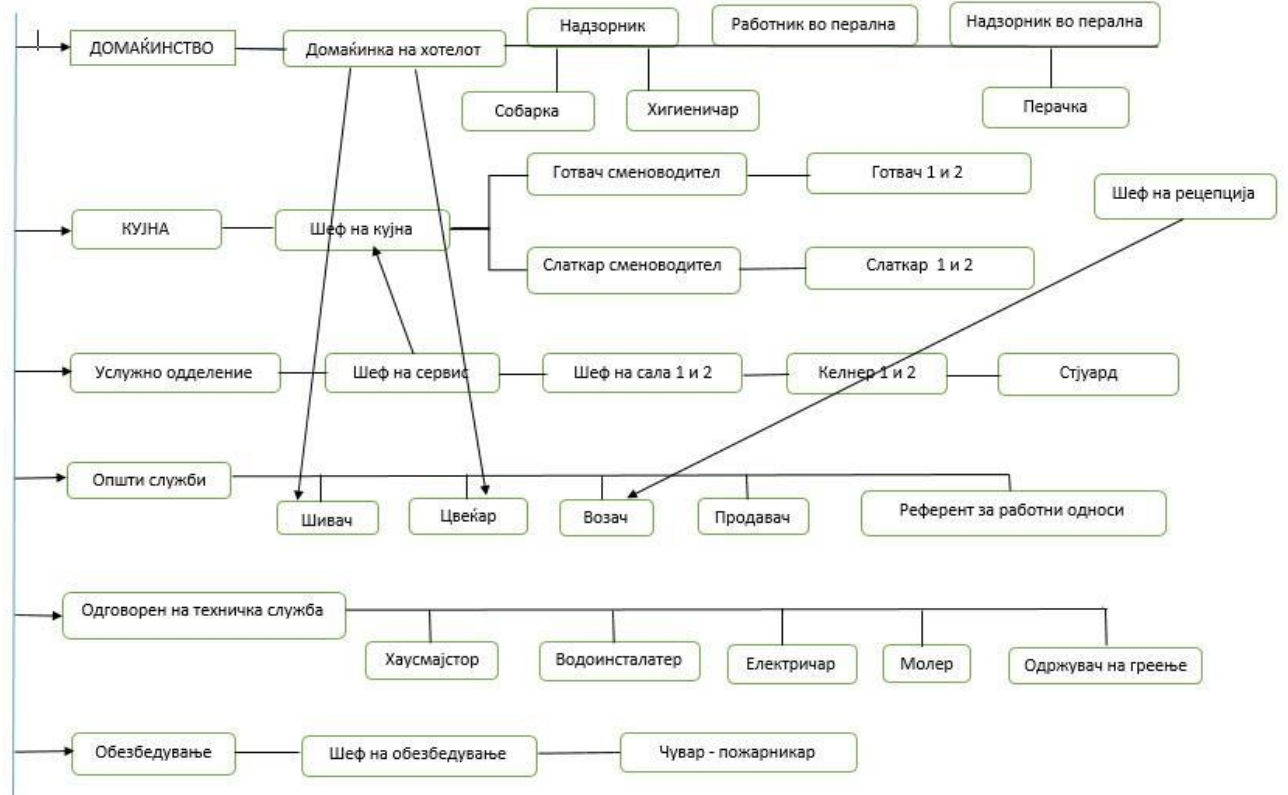 Надзорник
Работник во перална
Надзорник во перална
ДОМАЌИНСТВО
Домаќинка на хотелот
Собарка
Хигиеничар
Перачка
Готвач сменоводител
Готвач 1 и 2
Шеф на рецепција
КУЈНА
Шеф на кујна
Слаткар сменоводител
Слаткар 1 и 2
Услужно одделение
Шеф на сервис
Шеф на сала 1 и 2
Келнер 1 и 2
Стјуард
Општи служби
Шивач
Цвеќар
Возач
Продавач
Референт за работни односи
Одговорен на техничка служба
Хаусмајстор
Водоинсталатер
Електричар
Молер
Одржувач на греење
Обезбедување
Шеф на обезбедување
Чувар - пожарникар